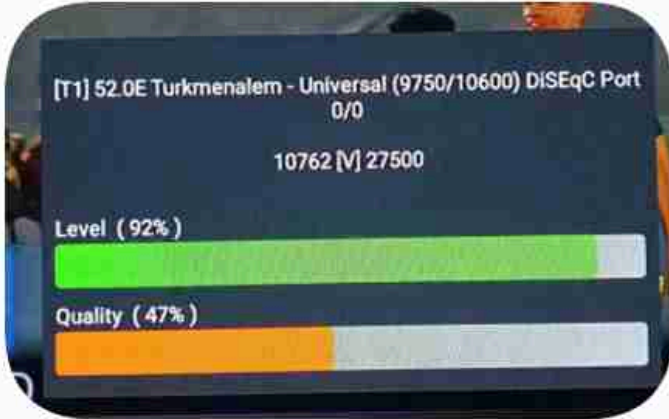 [T1] 52.0E Turkmenalem - Universal (9750/10600) DiSEqC Port
0/0
10762 [V] 27500
Level ( 92% )
Quality ( 47% )